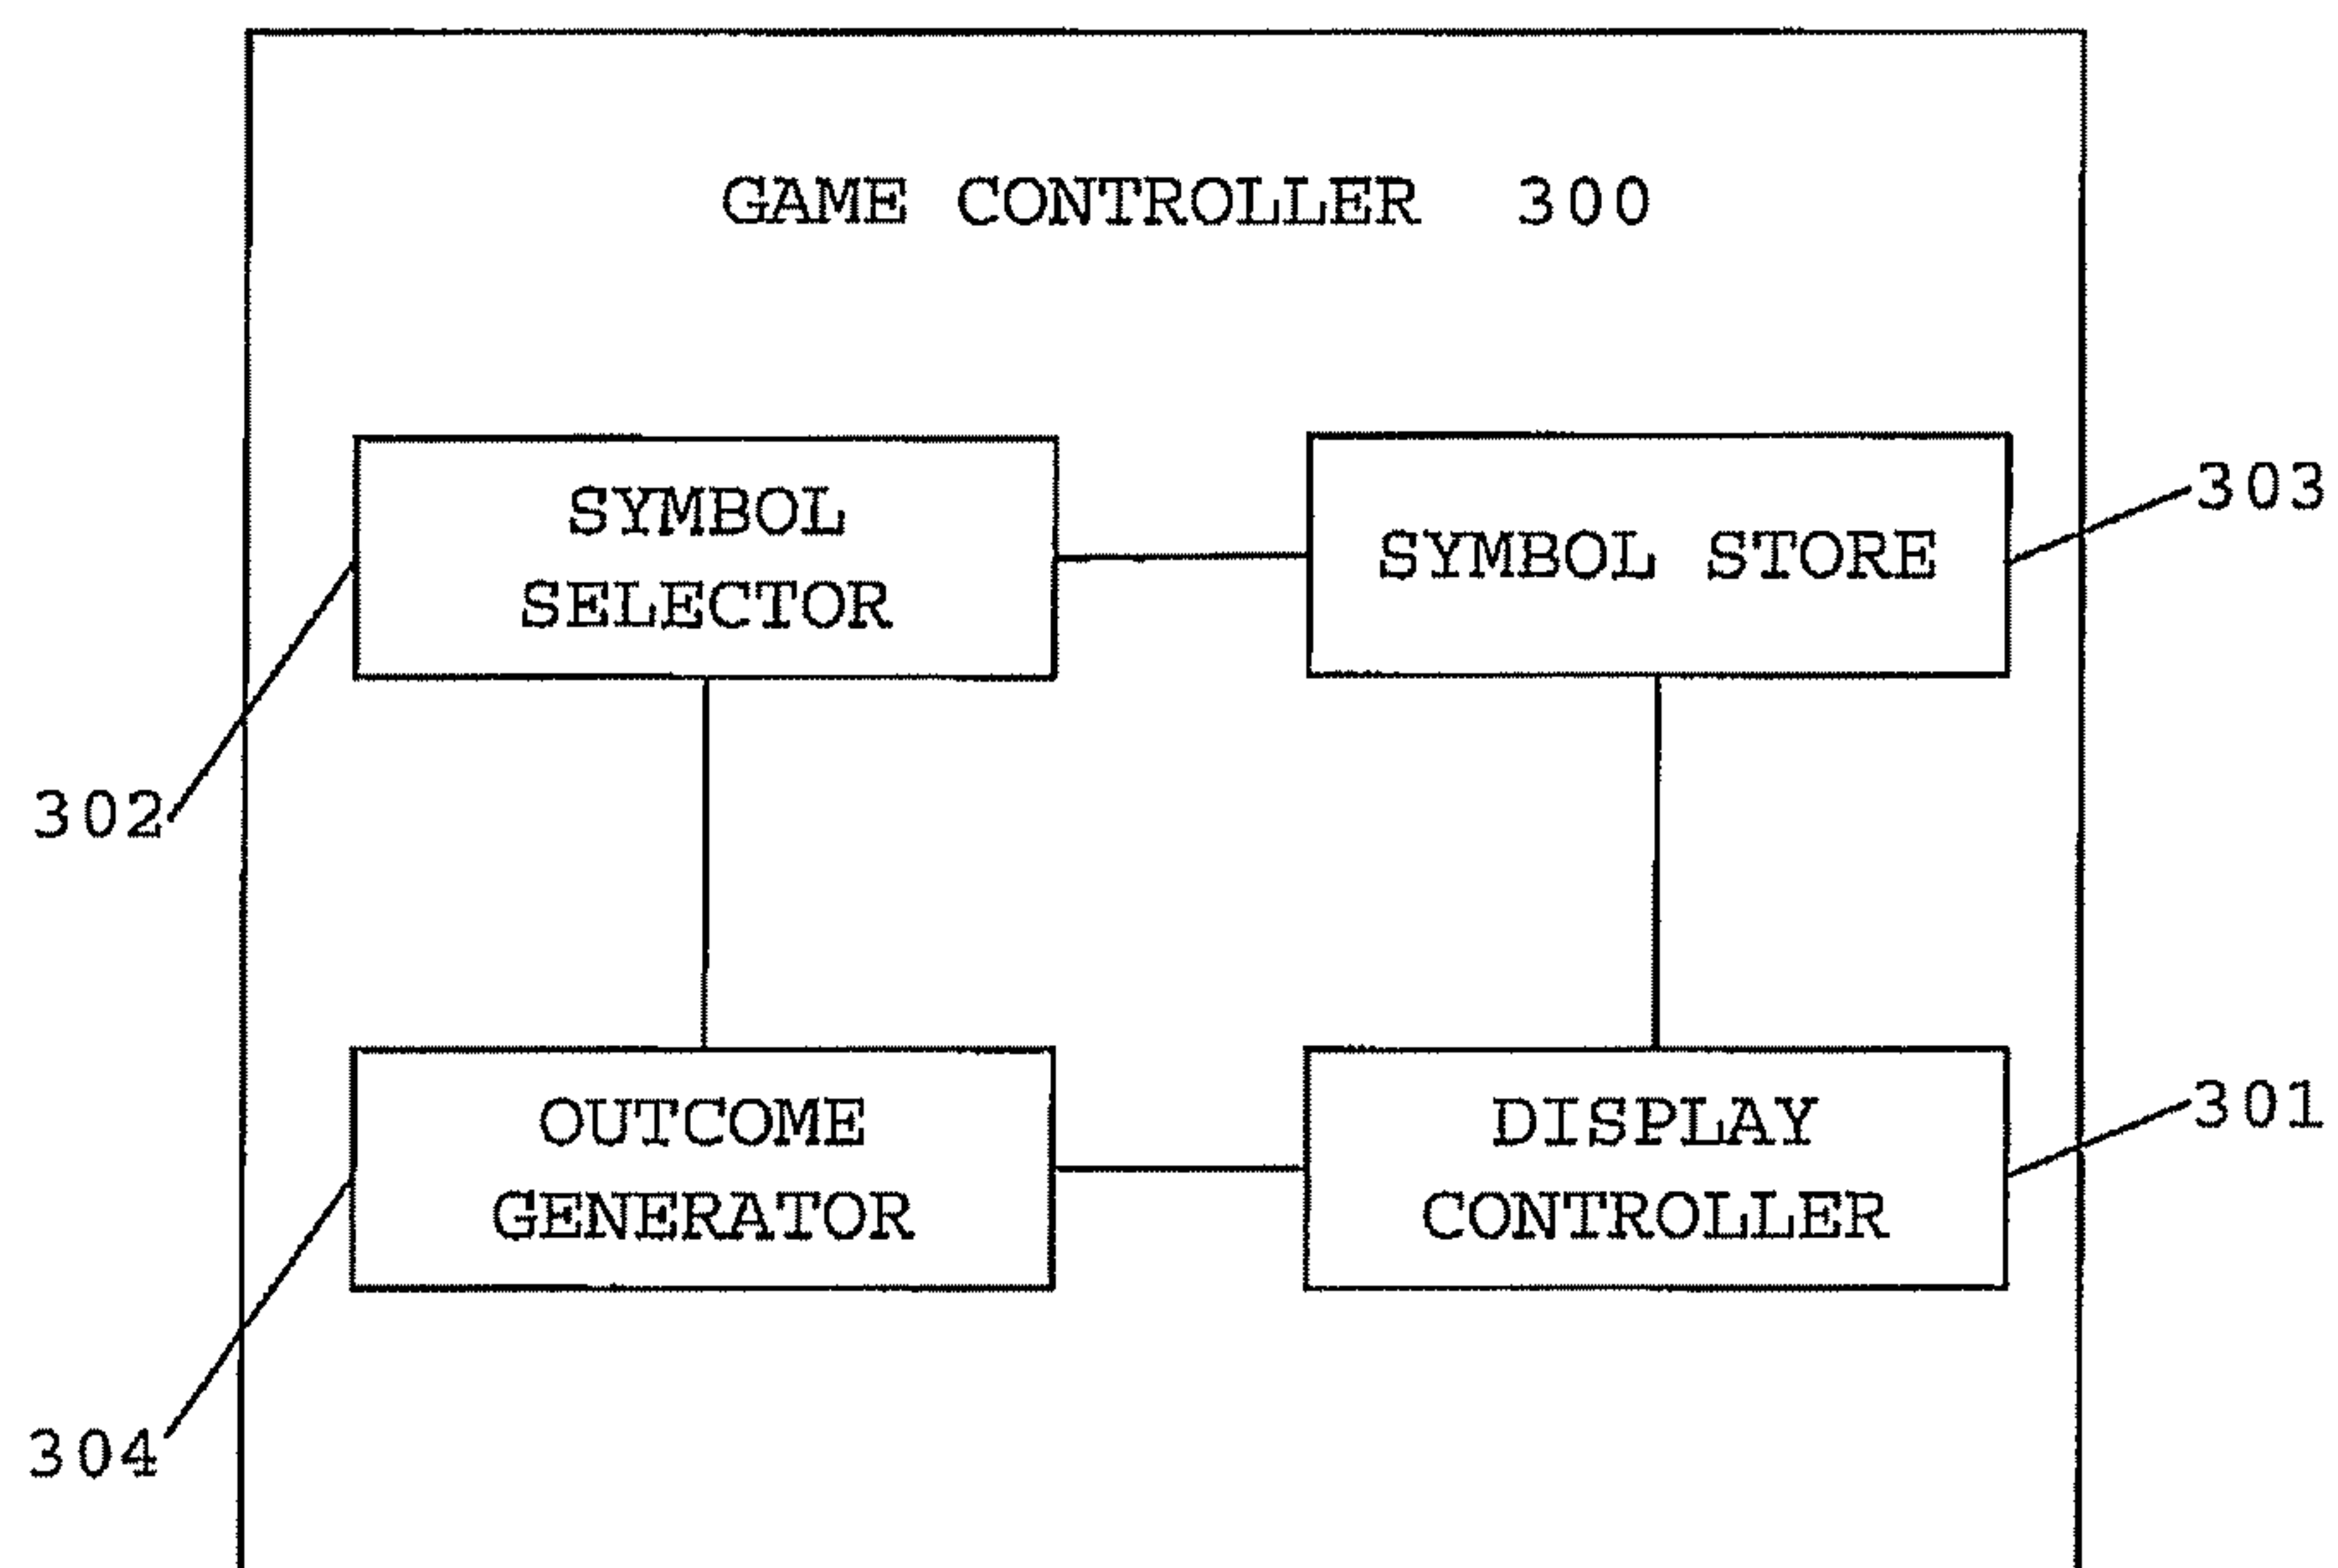 GAME CONTROLLER 300
SYMBOL
SELECTOR
SYMBOL STORE
303
302
OUTCOME
GENERATOR
DISPLAY
CONTROLLER
301
304